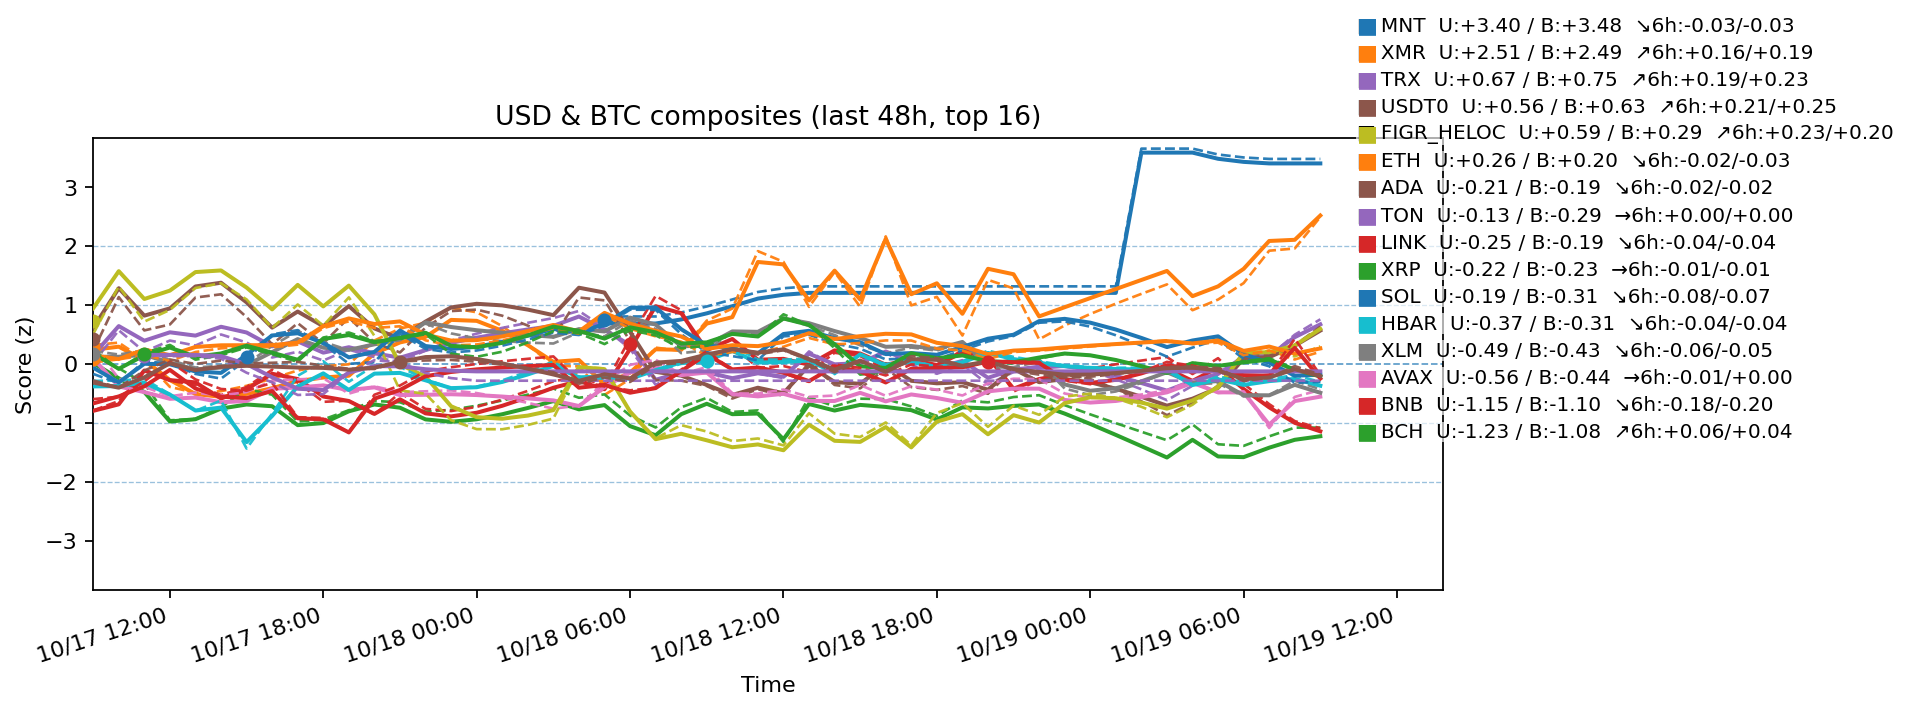 MNT  U:+3.40 / B:+3.48  ↘6h:-0.03/-0.03
XMR  U:+2.51 / B:+2.49  ↗6h:+0.16/+0.19
TRX  U:+0.67 / B:+0.75  ↗6h:+0.19/+0.23
USDT0  U:+0.56 / B:+0.63  ↗6h:+0.21/+0.25
FIGR_HELOC  U:+0.59 / B:+0.29  ↗6h:+0.23/+0.20
ETH  U:+0.26 / B:+0.20  ↘6h:-0.02/-0.03
ADA  U:-0.21 / B:-0.19  ↘6h:-0.02/-0.02
TON  U:-0.13 / B:-0.29  →6h:+0.00/+0.00
LINK  U:-0.25 / B:-0.19  ↘6h:-0.04/-0.04
XRP  U:-0.22 / B:-0.23  →6h:-0.01/-0.01
SOL  U:-0.19 / B:-0.31  ↘6h:-0.08/-0.07
HBAR  U:-0.37 / B:-0.31  ↘6h:-0.04/-0.04
XLM  U:-0.49 / B:-0.43  ↘6h:-0.06/-0.05
AVAX  U:-0.56 / B:-0.44  →6h:-0.01/+0.00
BNB  U:-1.15 / B:-1.10  ↘6h:-0.18/-0.20
BCH  U:-1.23 / B:-1.08  ↗6h:+0.06/+0.04
USD & BTC composites (last 48h, top 16)
Score (z)
3
2
1
0
−1
−2
−3
10/17 12:00
10/17 18:00
10/18 00:00
10/18 06:00
10/18 12:00
10/18 18:00
10/19 00:00
10/19 06:00
10/19 12:00
Time